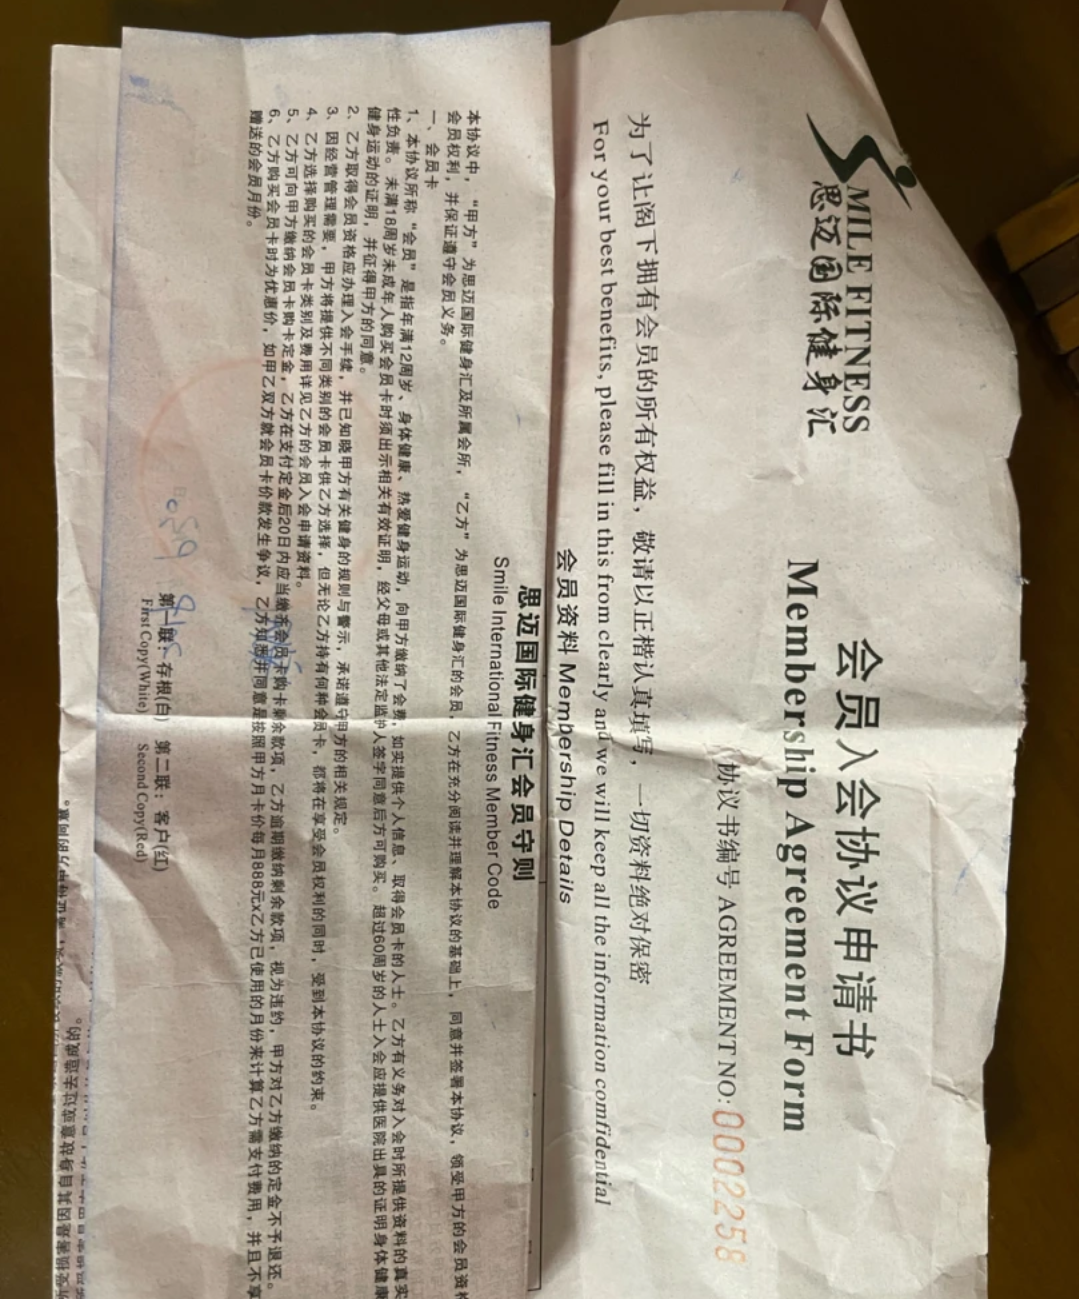 SMILE FITNESS
思迈国际健身汇
会员入会协议申请书
Membership Agreement Form
协议书编号 AGREEMENT NO: 0002258
为了让阁下拥有会员的所有权益，敬请以正楷认真填写，一切资料绝对保密
For your best benefits, please fill in this from clearly and we will keep all the information comfidential
会员资料 Membership Details
思迈国际健身汇会员守则
Smile International Fitness Member Code
本协议中，“甲方”为思迈国际健身汇及所属会所，“乙方”为思迈国际健身汇的会员，乙方在充分阅读并理解本协议的基础上，同意并签署本协议，领受甲方的会员资格
会员权利，并保证遵守会员义务。
一、会员卡
1、本协议所称“会员”是指年满12周岁、身体健康、热爱健身运动，向甲方缴纳了会费，如实提供个人信息、取得会员卡的人士。乙方有义务对入会时所提供资料的真实
性负责。未满18周岁未成年人购买会员卡时须出示相关有效证明，经父母或其他法定监护人签字同意后方可购买。超过60周岁的人士入会应提供医院出具的证明身体健康
健身运动的证明，并征得甲方的同意。
2、乙方取得会员资格应办理入会手续，并已知晓甲方有关健身的规则与警示，承诺遵守甲方的相关规定。
3、因经营管理需要，甲方将提供不同类别的会员卡供乙方选择，但无论乙方持有何种会员卡，都将在享受会员权利的同时，受到本协议的约束。
4、乙方选择购买的会员卡类别及费用详见乙方的会员入会申请资料。
5、乙方可向甲方缴纳会员卡购卡定金，乙方在支付定金后20日内应当缴齐会员卡购卡剩余款项，乙方逾期缴纳剩余款项，视为违约，甲方对乙方缴纳的定金不予退还。
6、乙方购买会员卡时为优惠价，如甲乙双方就会员卡价款发生争议，乙方知悉并同意是按照甲方月卡价每月888元x乙方已使用的月份来计算乙方需支付费用，并且不享
赠送的会员月份。
第一联：存根(白) 第二联：客户(红)
First Copy(White) Second Copy(Red)